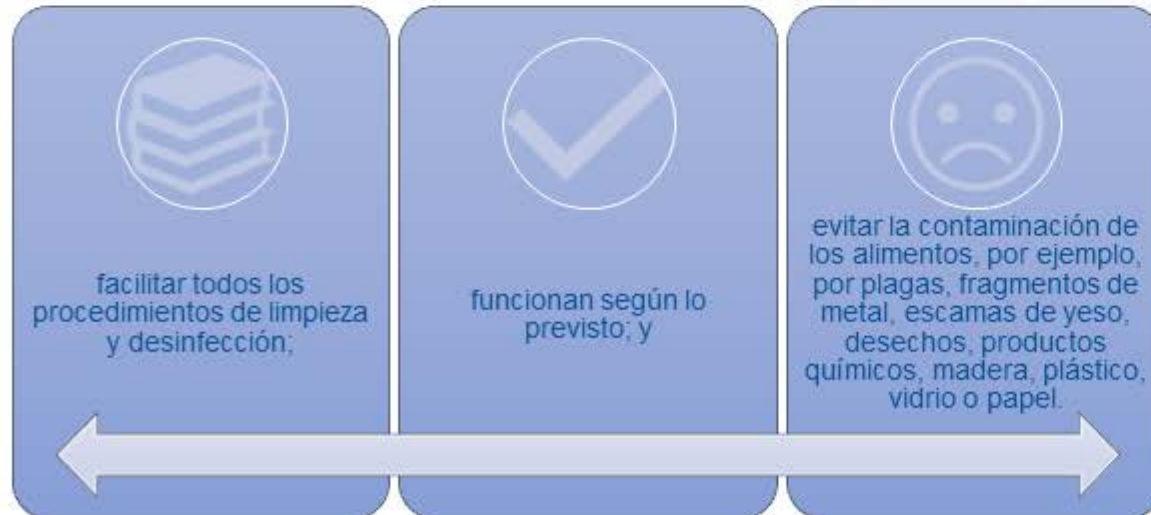 facilitar todos los
procedimientos de limpieza
y desinfección;
funcionan según lo
previsto; y
evitar la contaminación de
los alimentos, por ejemplo,
por plagas, fragmentos de
metal, escamas de yeso,
desechos, productos
químicos, madera, plástico,
vidrio o papel.